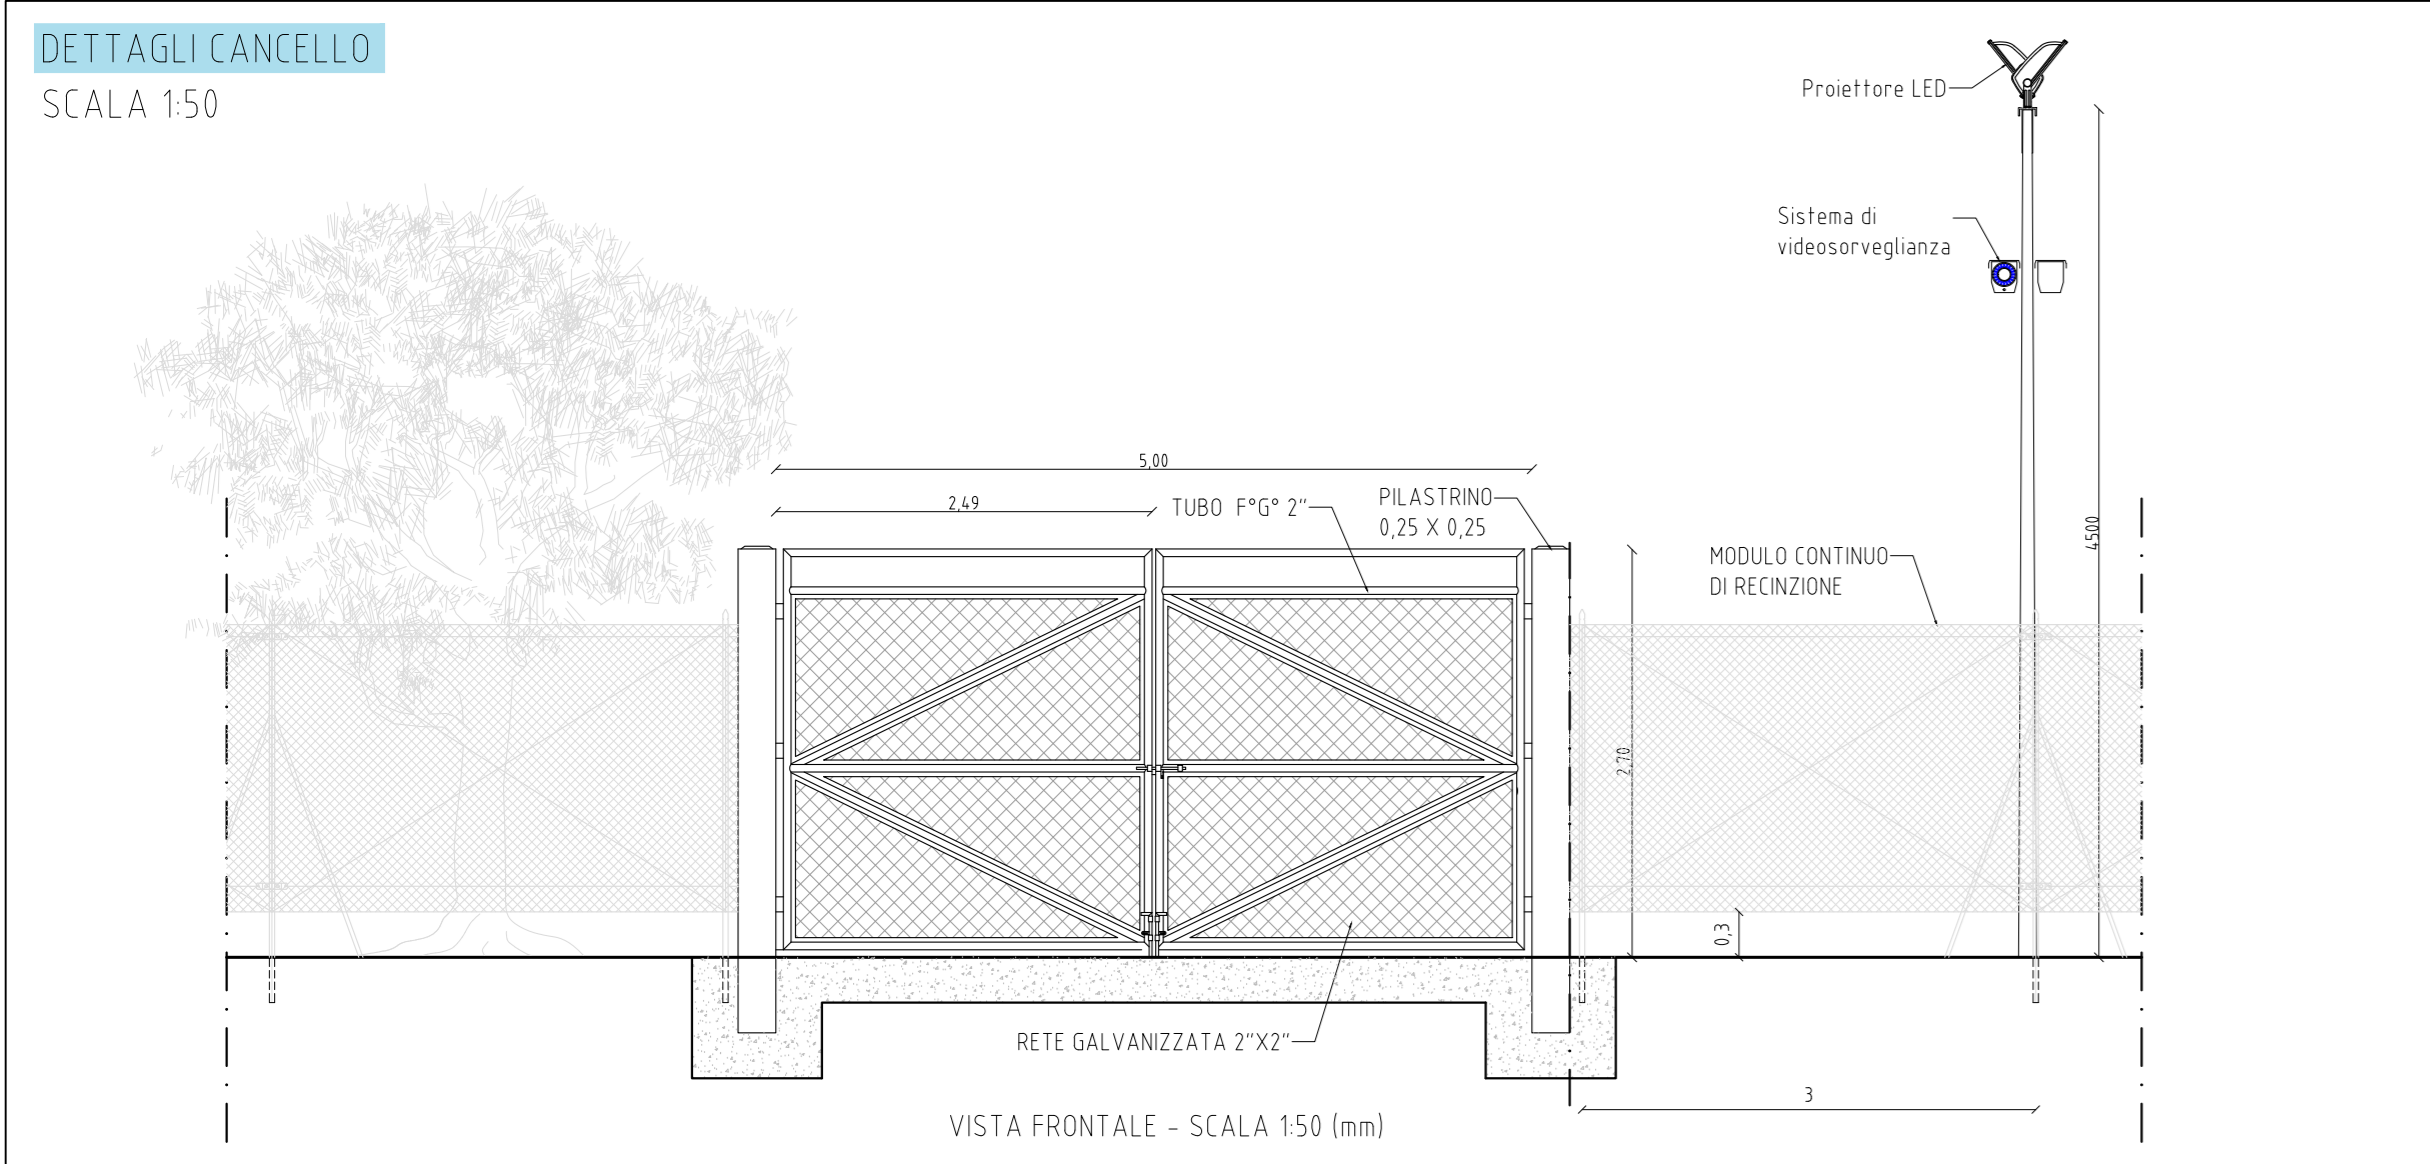 DETTAGLI CANCELLO
SCALA 1:50
Proiettore LED
Sistema di
videosorveglianza
5,00
2,49
TUBO F°G° 2"
PILASTRINO
0,25 X 0,25
MODULO CONTINUO
DI RECINZIONE
4500
2,70
0,3
RETE GALVANIZZATA 2"X2"
3
VISTA FRONTALE - SCALA 1:50 (mm)